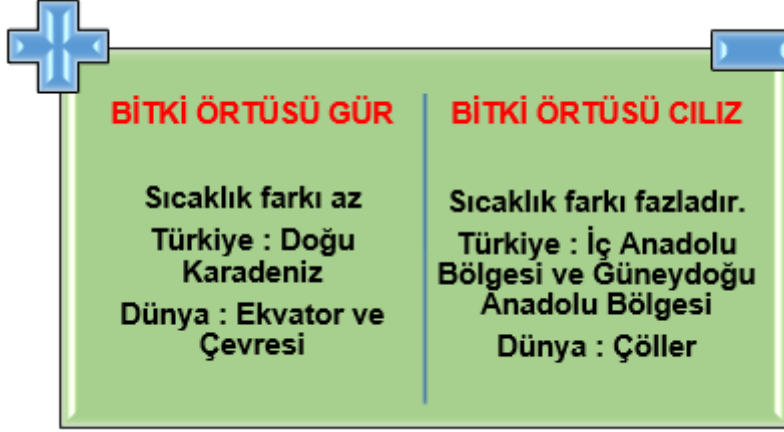 BİTKİ ÖRTÜSÜ GÜR
Sıcaklık farkı az
Türkiye : Doğu
Karadeniz
Dünya : Ekvator ve
Çevresi
BİTKİ ÖRTÜSÜ CILIZ
Sıcaklık farkı fazladır.
Türkiye : İç Anadolu
Bölgesi ve Güneydoğu
Anadolu Bölgesi
Dünya : Çöller